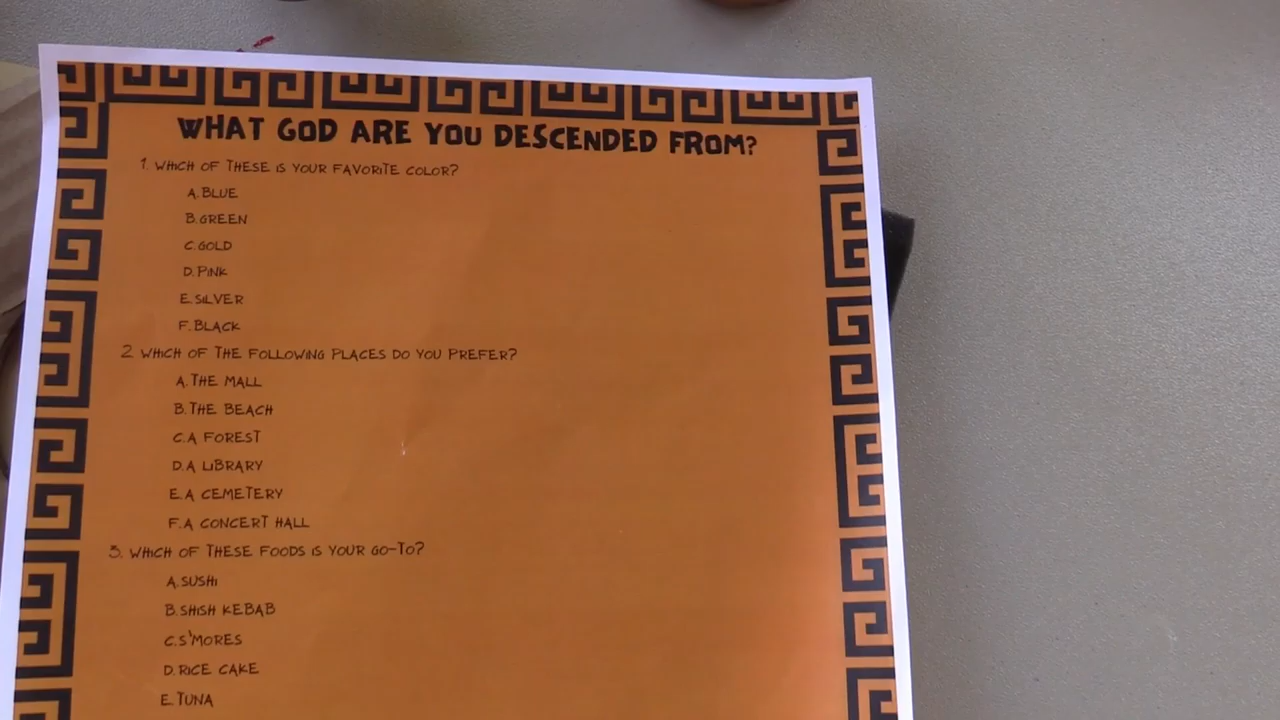 WHAT GOD ARE YOU DESCENDED FROM?
1. WHICH OF THESE IS YOUR FAVORITE COLOR?
A. BLUE
B. GREEN
C. GOLD
D. PINK
E. SILVER
F. BLACK
2. WHICH OF THE FOLLOWING PLACES DO YOU PREFER?
A. THE MALL
B. THE BEACH
C. A FOREST
D. A LIBRARY
E. A CEMETERY
F. A CONCERT HALL
3. WHICH OF THESE FOODS IS YOUR GO-TO?
A. SUSHI
B. SHISH KEBAB
C. S'MORES
D. RICE CAKE
E. TUNA